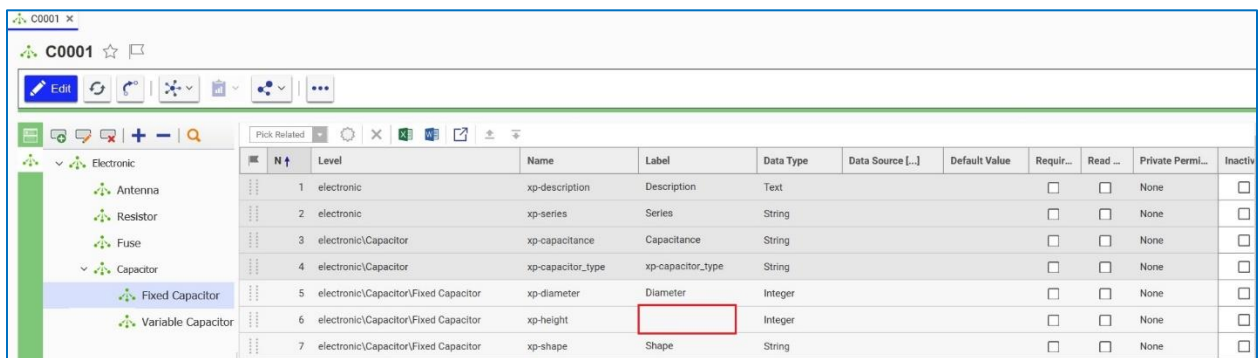 C0001 ×
C0001
Edit
Pick Related
N Level Name Label Data Type Data Source [...] Default Value Requir... Read ... Private Permi... Inactiv
Electronic
Antenna
Resistor
Fuse
Capacitor
Fixed Capacitor
Variable Capacitor
1 electronic xp-description Description Text None
2 electronic xp-series Series String None
3 electronic\Capacitor xp-capacitance Capacitance String None
4 electronic\Capacitor xp-capacitor_type xp-capacitor_type String None
5 electronic\Capacitor\Fixed Capacitor xp-diameter Diameter Integer None
6 electronic\Capacitor\Fixed Capacitor xp-height Integer None
7 electronic\Capacitor\Fixed Capacitor xp-shape Shape String None